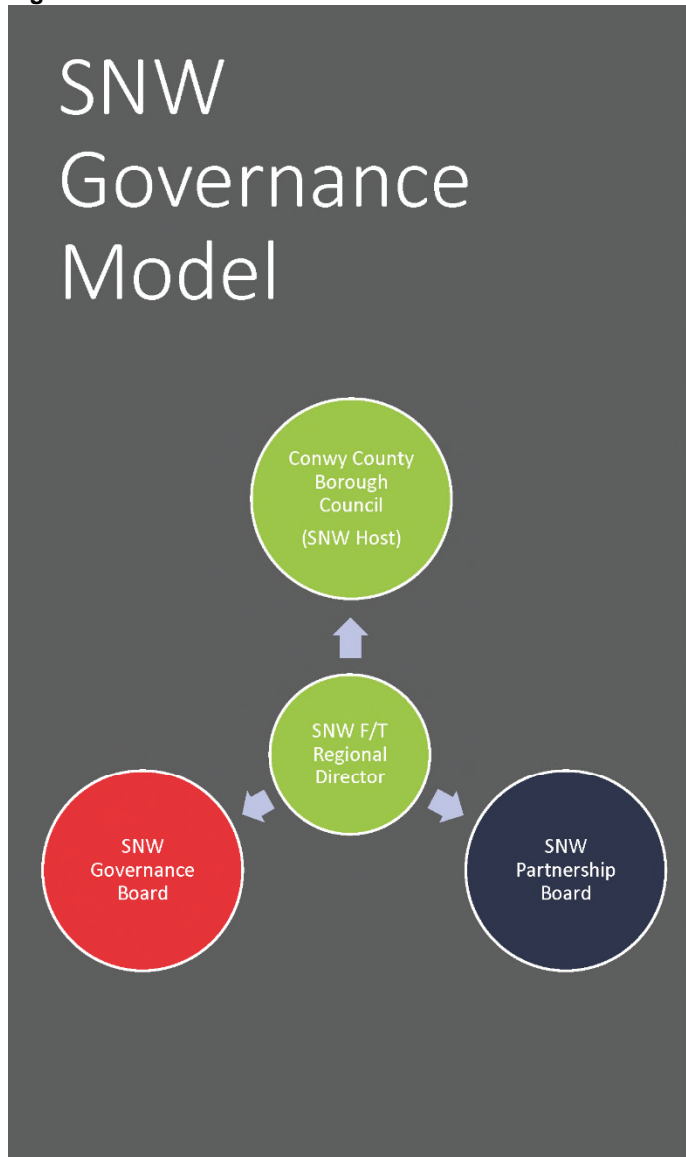 SNW
Governance
Model
Conwy County
Borough
Council
(SNW Host)
SNW F/T
Regional
Director
SNW
Governance
Board
SNW
Partnership
Board